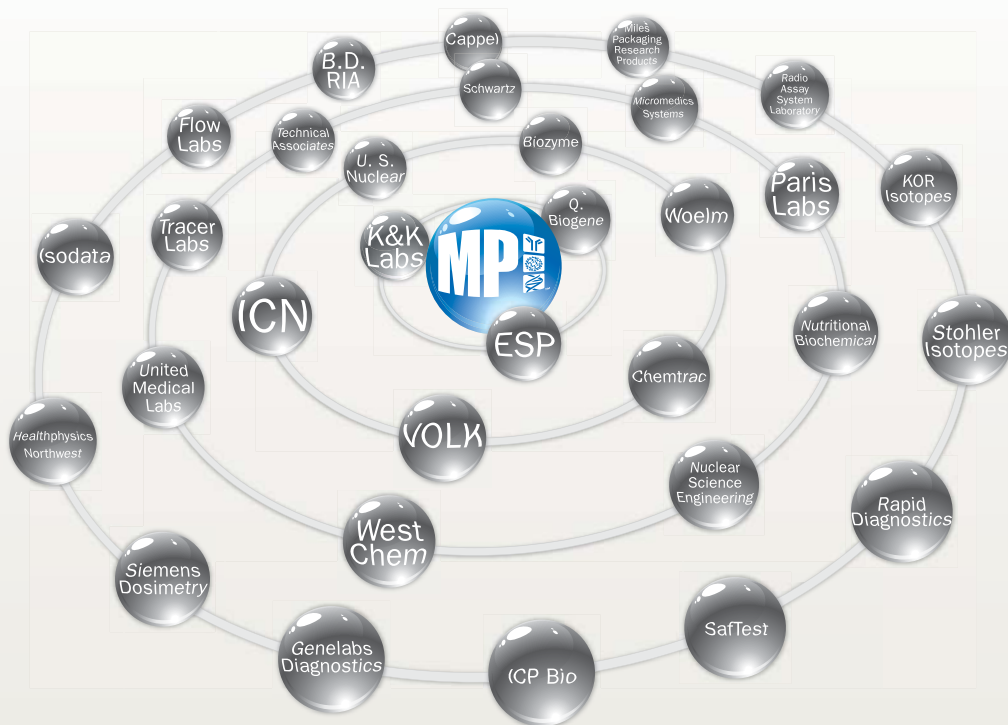 Cappel
Miles
Packaging
Research
Products
B.D.
RIA
Schwartz
Radio
Assay
System
Laboratory
Micromedics
Systems
Flow
Labs
Technical
Associates
Biozyme
U. S.
Nuclear
Paris
Labs
KOR
Isotopes
Q.
Biogene
Woelm
Tracer
Labs
K&K
Labs
Isodata
MP
ICN
Nutritional
Biochemical
Stohler
Isotopes
ESP
Chemtrac
United
Medical
Labs
VOLK
Healthphysics
Northwest
Nuclear
Science
Engineering
Rapid
Diagnostics
West
Chem
Siemens
Dosimetry
SafTest
Genelabs
Diagnostics
ICP Bio